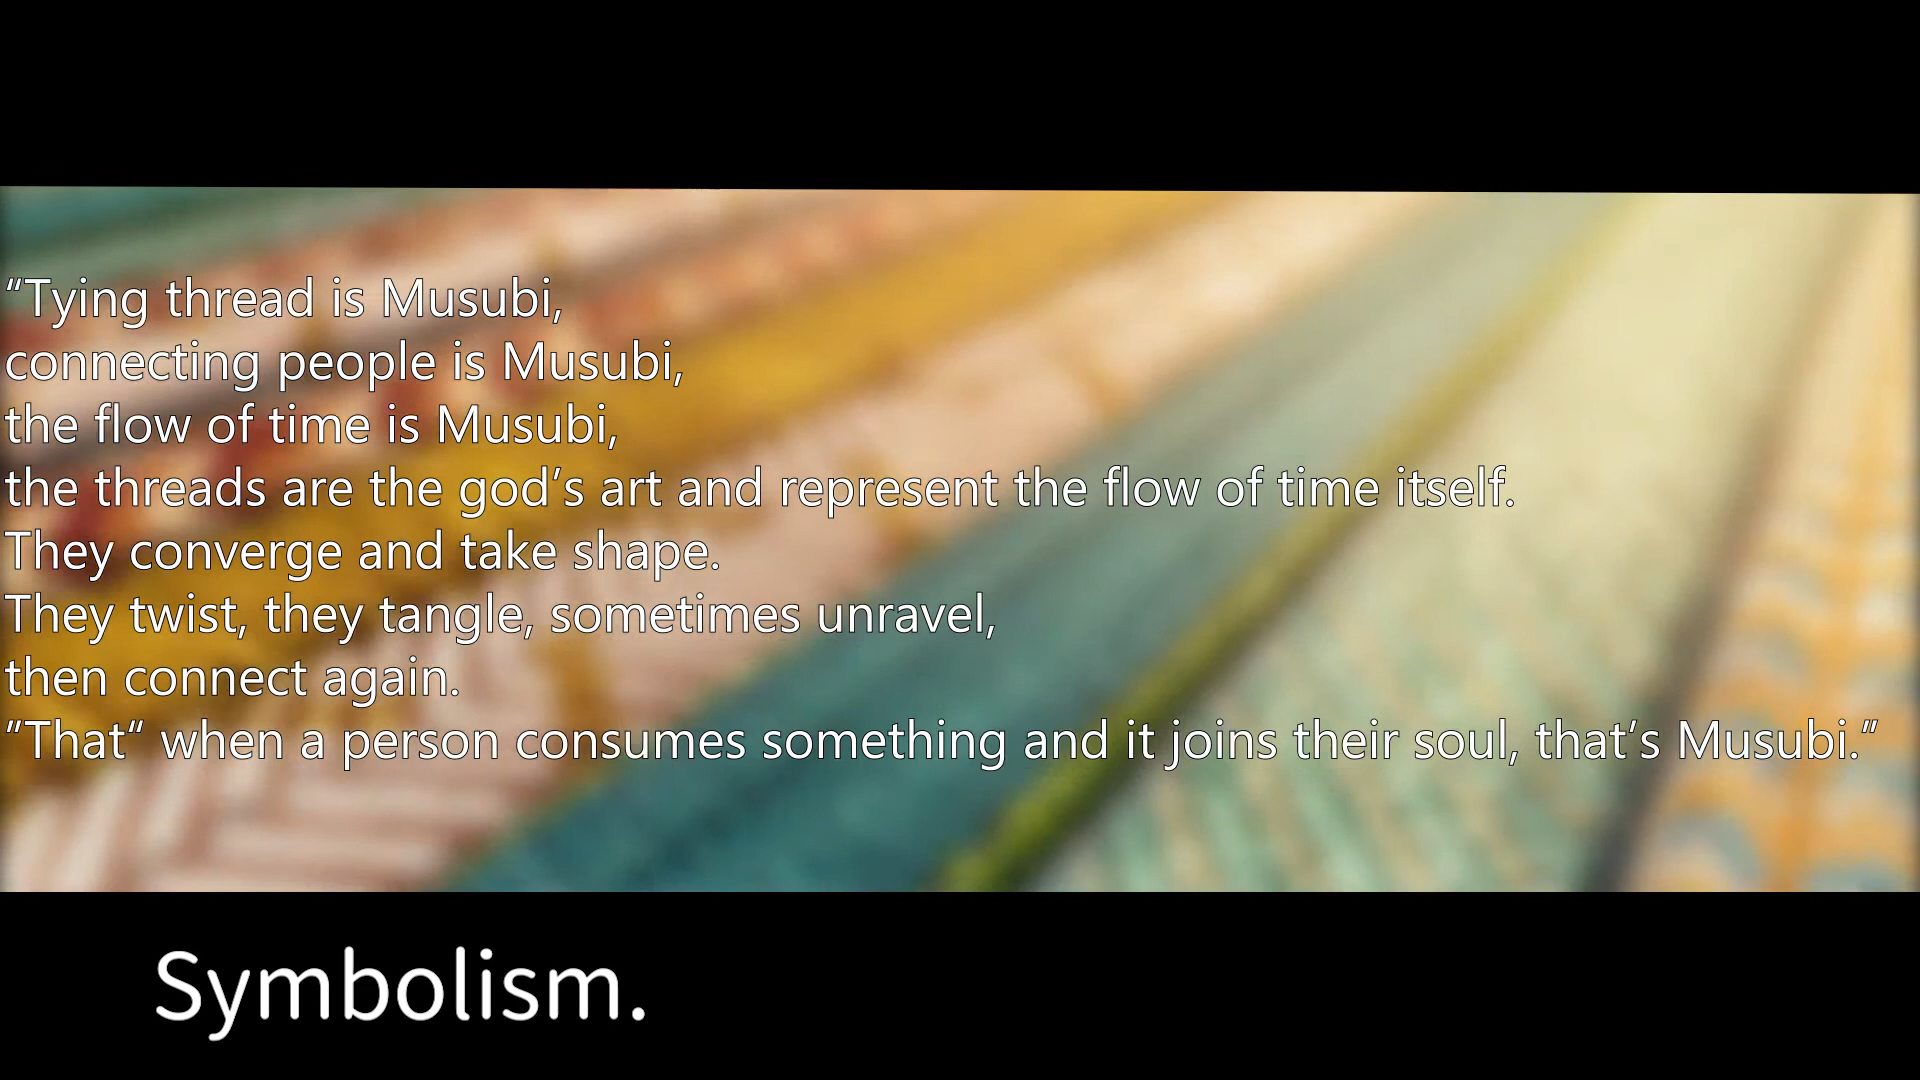 “Tying thread is Musubi,
connecting people is Musubi,
the flow of time is Musubi,
the threads are the god’s art and represent the flow of time itself.
They converge and take shape.
They twist, they tangle, sometimes unravel,
then connect again.
”That“ when a person consumes something and it joins their soul, that’s Musubi.”
Symbolism.